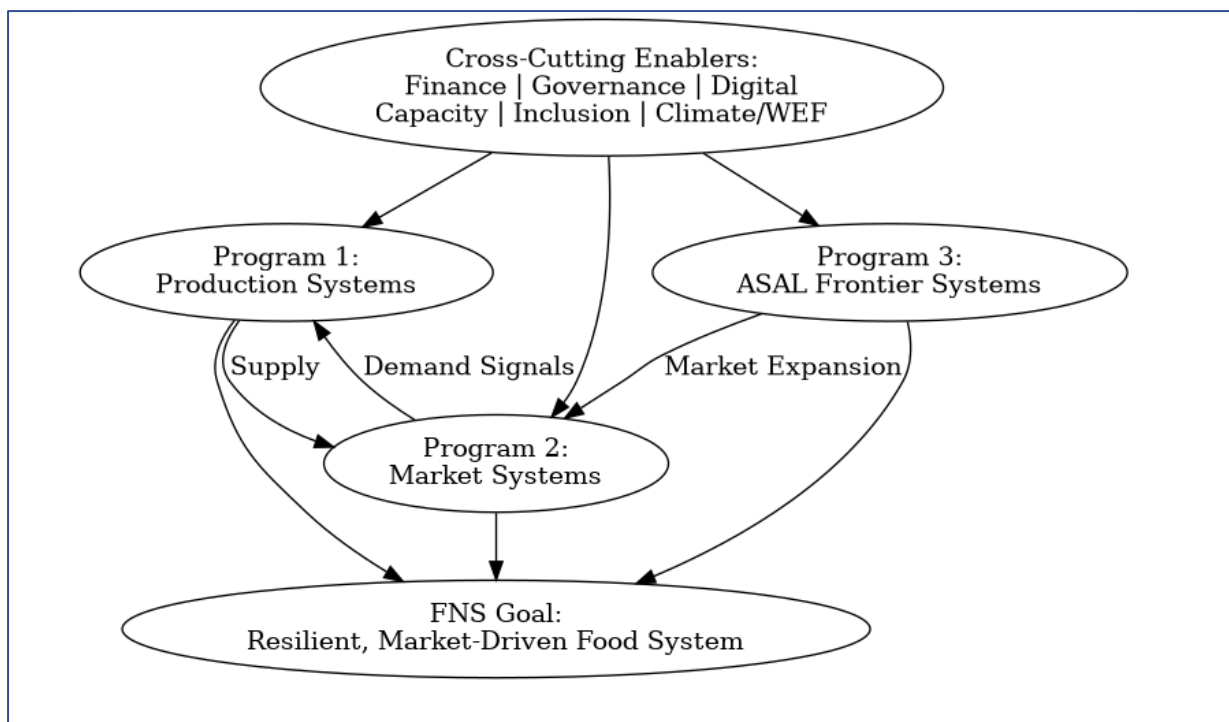 Cross-Cutting Enablers:
Finance | Governance | Digital
Capacity | Inclusion | Climate/WEF
Program 1:
Production Systems
Program 3:
ASAL Frontier Systems
Supply
Demand Signals
Market Expansion
Program 2:
Market Systems
FNS Goal:
Resilient, Market-Driven Food System